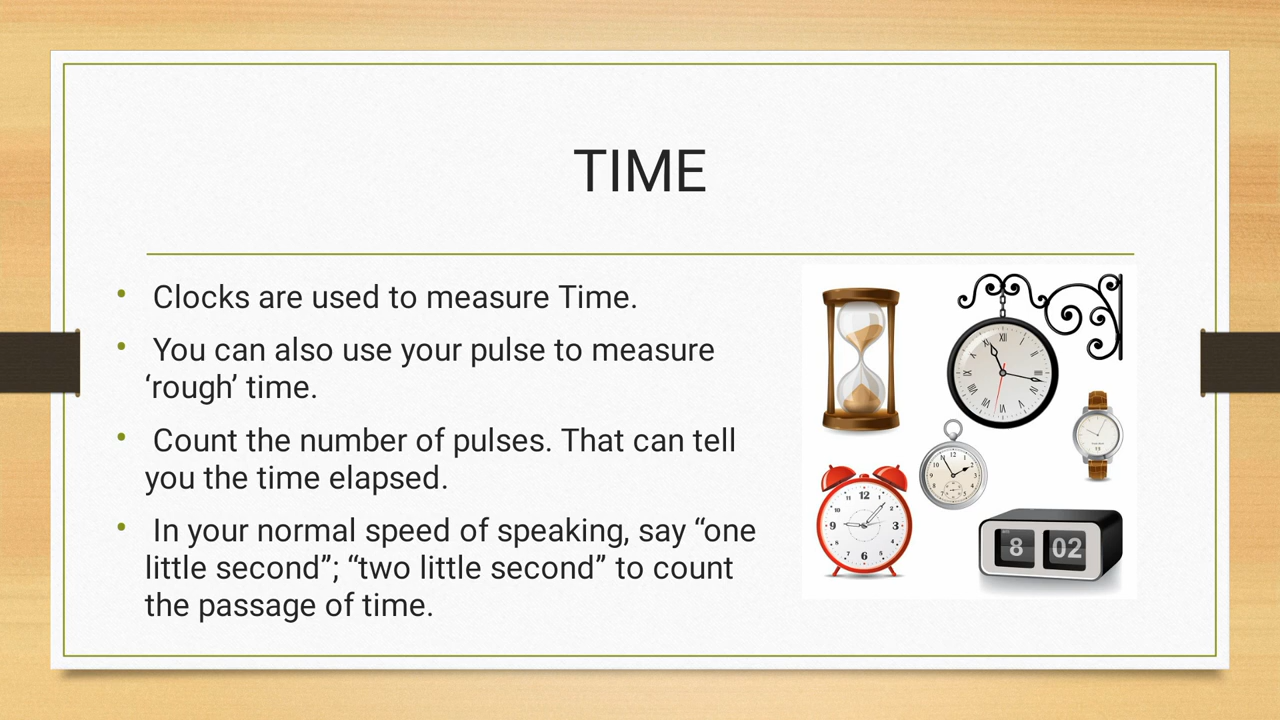 TIME
• Clocks are used to measure Time.
• You can also use your pulse to measure
‘rough’ time.
• Count the number of pulses. That can tell
you the time elapsed.
• In your normal speed of speaking, say “one
little second”; “two little second” to count
the passage of time.
8 02